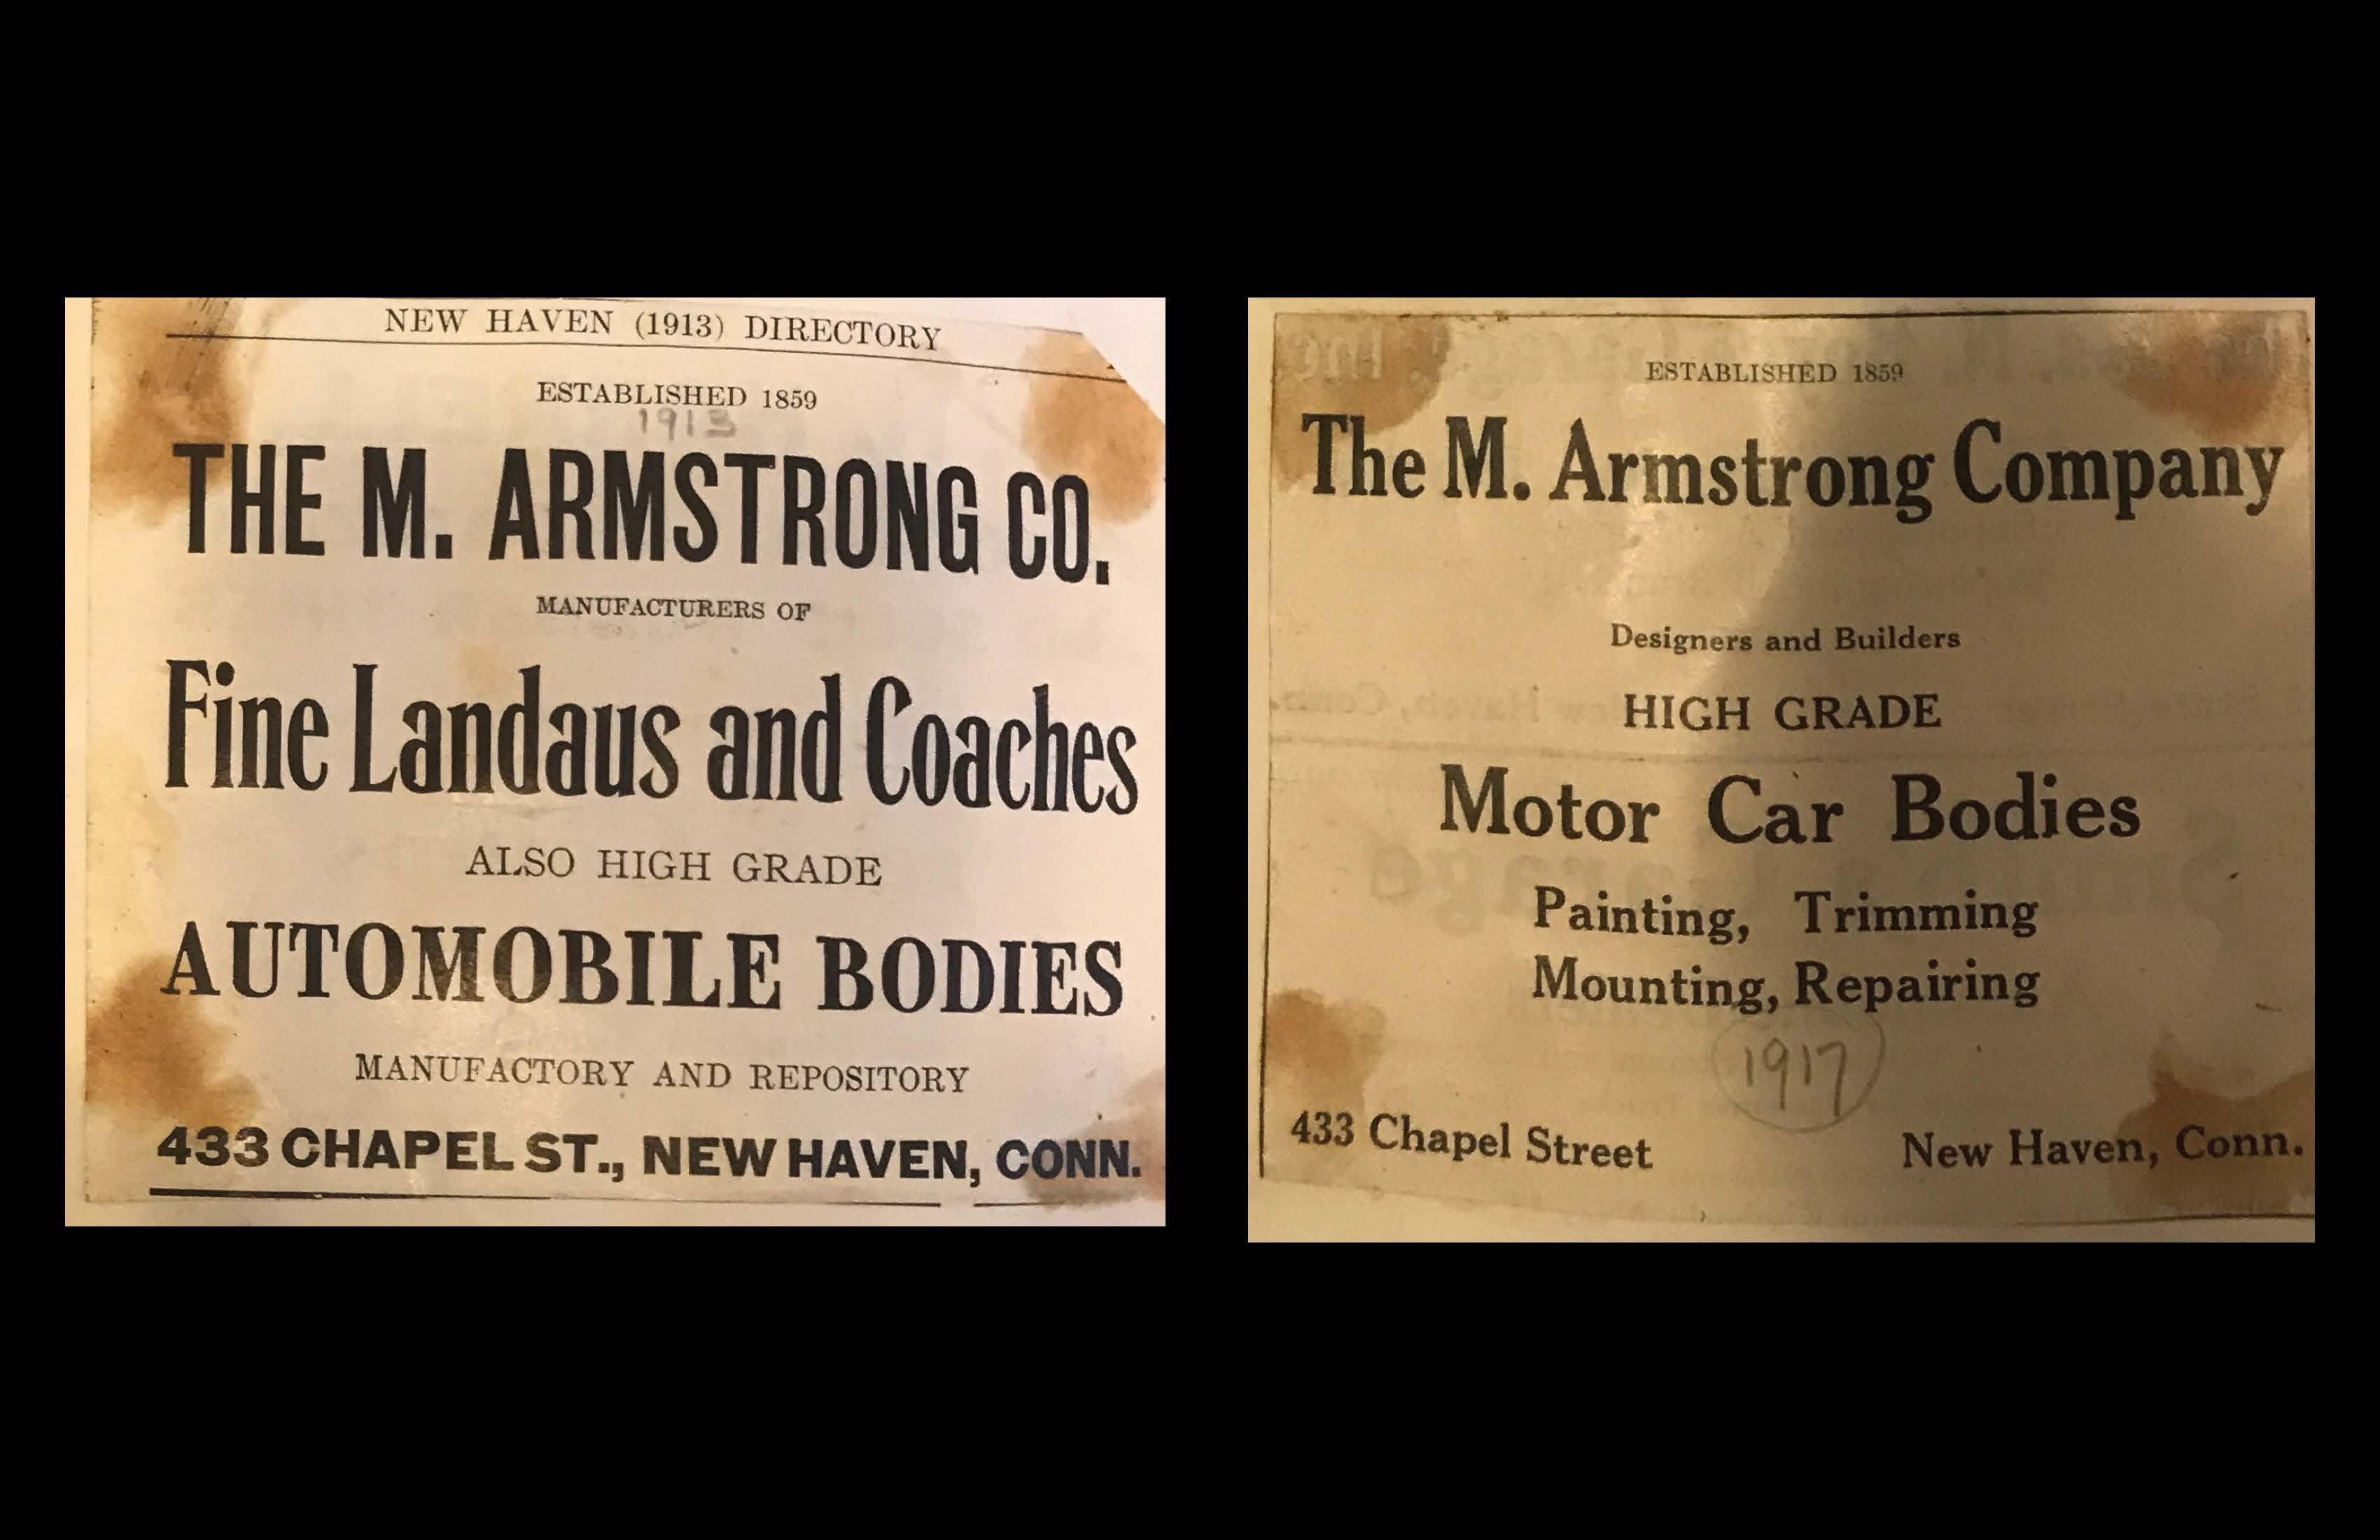 NEW HAVEN (1913) DIRECTORY
ESTABLISHED 1859
1913
THE M. ARMSTRONG CO.
MANUFACTURERS OF
Fine Landaus and Coaches
ALSO HIGH GRADE
AUTOMOBILE BODIES
MANUFACTORY AND REPOSITORY
433 CHAPEL ST., NEW HAVEN, CONN.
ESTABLISHED 1859
The M. Armstrong Company
Designers and Builders
HIGH GRADE
Motor Car Bodies
Painting, Trimming
Mounting, Repairing
1917
433 Chapel Street New Haven, Conn.